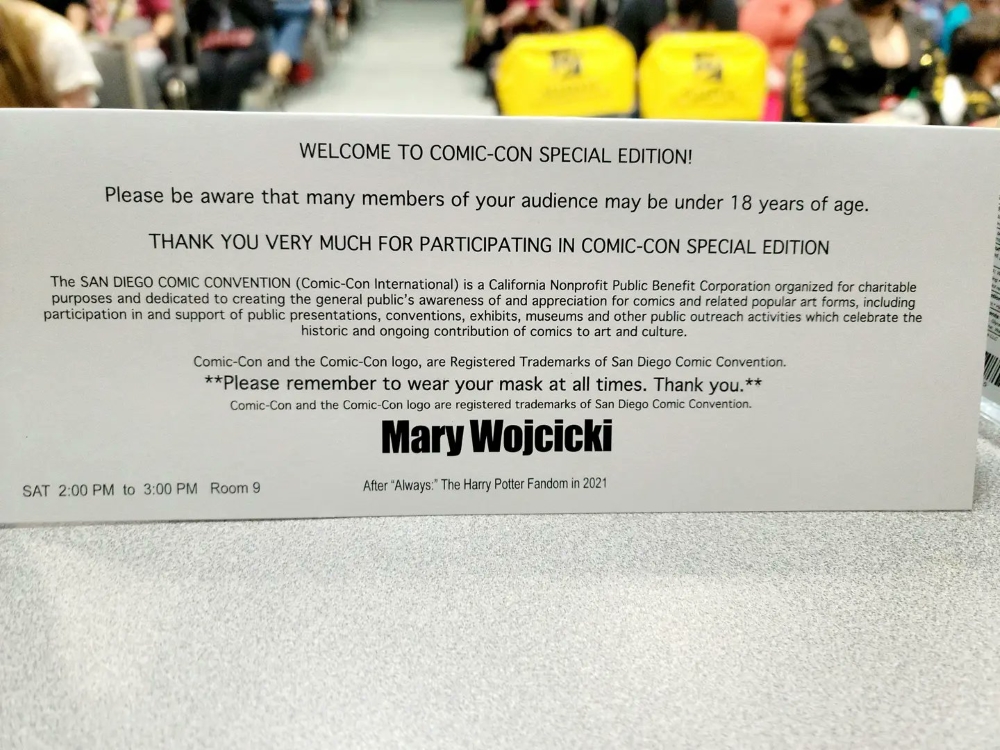 WELCOME TO COMIC-CON SPECIAL EDITION!
Please be aware that many members of your audience may be under 18 years of age.
THANK YOU VERY MUCH FOR PARTICIPATING IN COMIC-CON SPECIAL EDITION
The SAN DIEGO COMIC CONVENTION (Comic-Con International) is a California Nonprofit Public Benefit Corporation organized for charitable
purposes and dedicated to creating the general public's awareness of and appreciation for comics and related popular art forms, including
participation in and support of public presentations, conventions, exhibits, museums and other public outreach activities which celebrate the
historic and ongoing contribution of comics to art and culture.
Comic-Con and the Comic-Con logo, are Registered Trademarks of San Diego Comic Convention.
**Please remember to wear your mask at all times. Thank you.**
Comic-Con and the Comic-Con logo are registered trademarks of San Diego Comic Convention.
Mary Wojcicki
SAT 2:00 PM to 3:00 PM Room 9
After “Always:” The Harry Potter Fandom in 2021